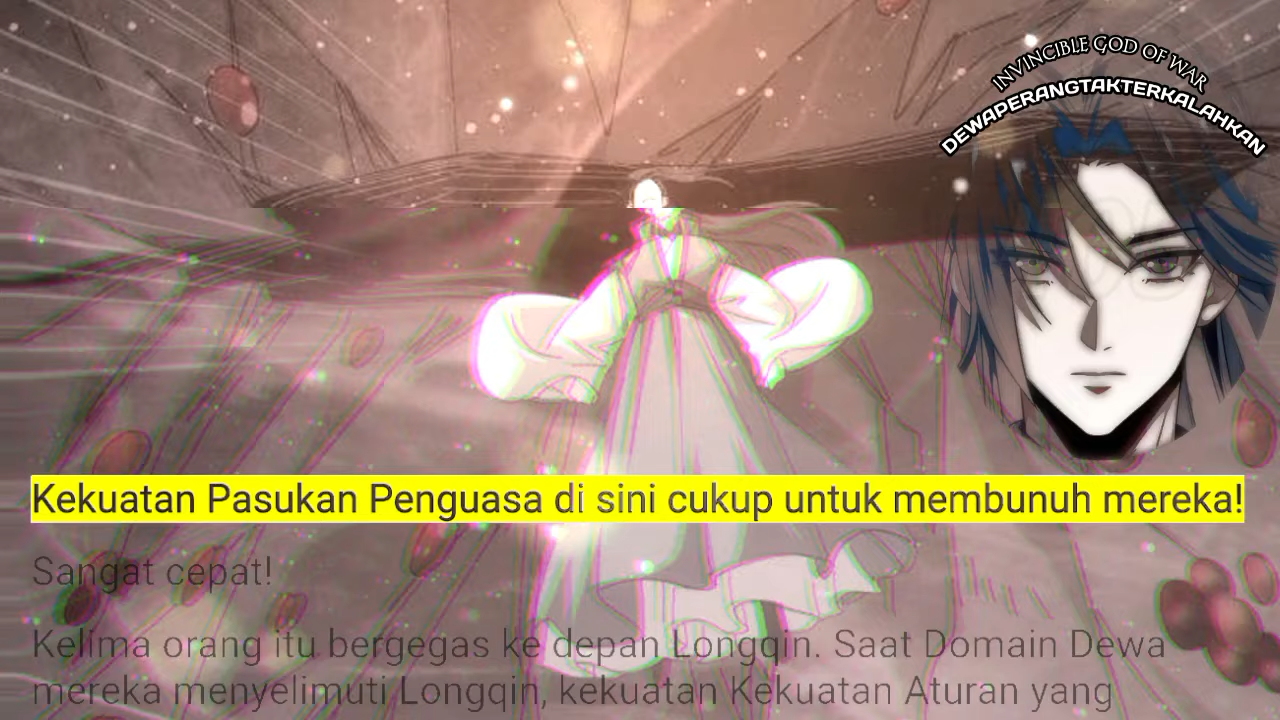 INVINCIBLE GOD OF WAR
DEWAPERANGTAKTERKALAHKAN
Kekuatan Pasukan Penguasa di sini cukup untuk membunuh mereka!
Sangat cepat!
Kelima orang itu bergegas ke depan Longqin. Saat Domain Dewa
mereka menyelimuti Longqin, kekuatan Kekuatan Aturan yang